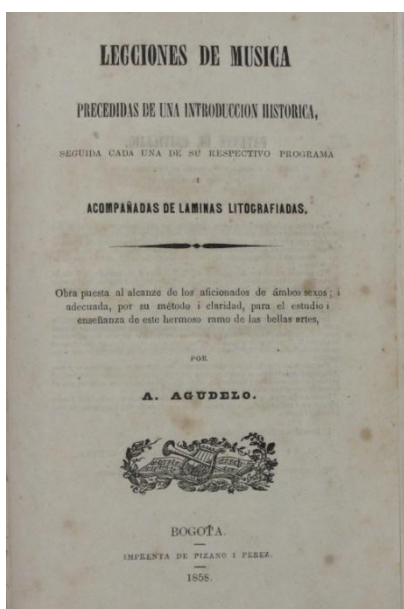 LECCIONES DE MUSICA
PRECEDIDAS DE UNA INTRODUCCION HISTORICA,
SEGUIDA CADA UNA DE SU RESPECTIVO PROGRAMA
I
ACOMPAÑADAS DE LAMINAS LITOGRAFIADAS.
Obra puesta al alcance de los aficionados de ámbos sexos; i
adecuada, por su método i claridad, para el estudio i
enseñanza de este hermoso ramo de las bellas artes,
POR
A. AGUDELO.
BOGOTA.
IMPRENTA DE PIZANO I PEREZ.
1858.